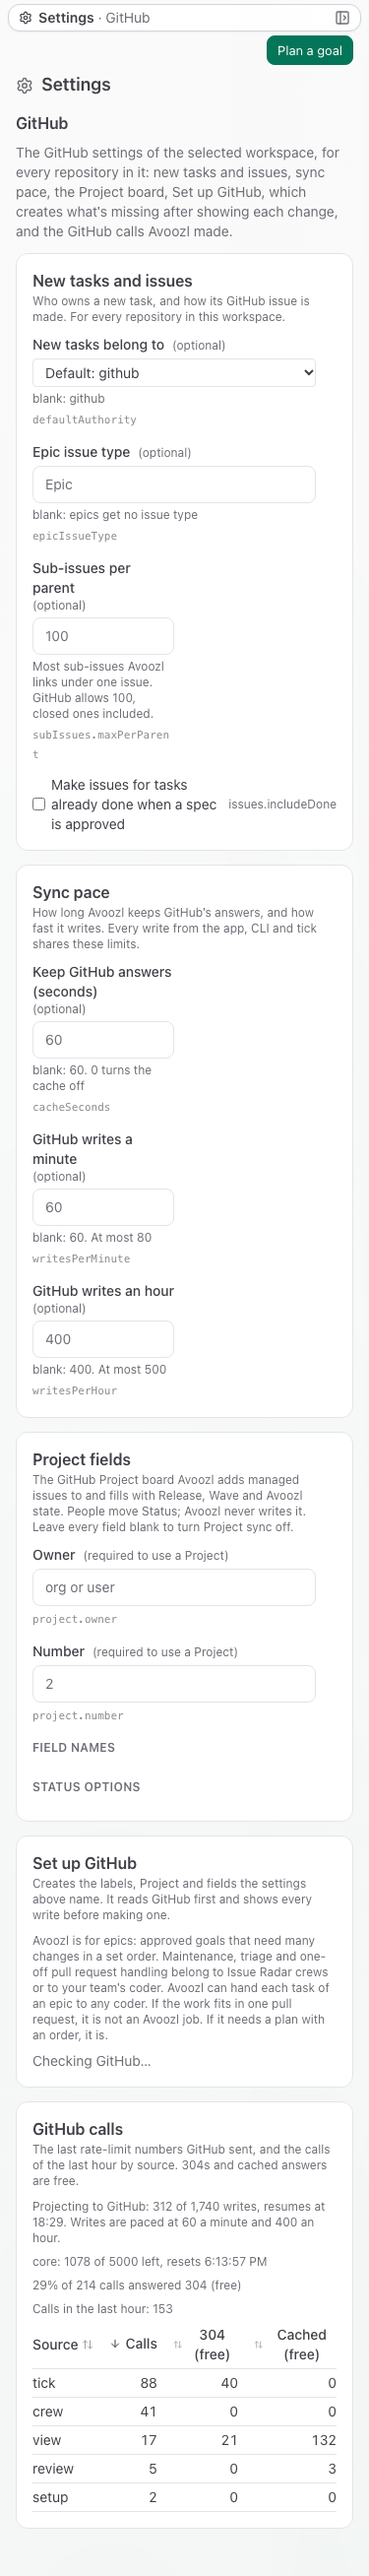 Settings · GitHub
Plan a goal
Settings
GitHub
The GitHub settings of the selected workspace, for
every repository in it: new tasks and issues, sync
pace, the Project board, Set up GitHub, which
creates what's missing after showing each change,
and the GitHub calls Avoozl made.
New tasks and issues
Who owns a new task, and how its GitHub issue is
made. For every repository in this workspace.
New tasks belong to (optional)
Default: github
blank: github
defaultAuthority
Epic issue type (optional)
Epic
blank: epics get no issue type
epicIssueType
Sub-issues per
parent
(optional)
100
Most sub-issues Avoozl
links under one issue.
GitHub allows 100,
closed ones included.
subIssues.maxPerParen
t
Make issues for tasks
already done when a spec issues.includeDone
is approved
Sync pace
How long Avoozl keeps GitHub's answers, and how
fast it writes. Every write from the app, CLI and tick
shares these limits.
Keep GitHub answers
(seconds)
(optional)
60
blank: 60. 0 turns the
cache off
cacheSeconds
GitHub writes a
minute
(optional)
60
blank: 60. At most 80
writesPerMinute
GitHub writes an hour
(optional)
400
blank: 400. At most 500
writesPerHour
Project fields
The GitHub Project board Avoozl adds managed
issues to and fills with Release, Wave and Avoozl
state. People move Status; Avoozl never writes it.
Leave every field blank to turn Project sync off.
Owner (required to use a Project)
org or user
project.owner
Number (required to use a Project)
2
project.number
FIELD NAMES
STATUS OPTIONS
Set up GitHub
Creates the labels, Project and fields the settings
above name. It reads GitHub first and shows every
write before making one.
Avoozl is for epics: approved goals that need many
changes in a set order. Maintenance, triage and one-
off pull request handling belong to Issue Radar crews
or to your team's coder. Avoozl can hand each task of
an epic to any coder. If the work fits in one pull
request, it is not an Avoozl job. If it needs a plan with
an order, it is.
Checking GitHub...
GitHub calls
The last rate-limit numbers GitHub sent, and the calls
of the last hour by source. 304s and cached answers
are free.
Projecting to GitHub: 312 of 1,740 writes, resumes at
18:29. Writes are paced at 60 a minute and 400 an
hour.
core: 1078 of 5000 left, resets 6:13:57 PM
29% of 214 calls answered 304 (free)
Calls in the last hour: 153
Source ↑↓ ↓ Calls ↑↓ 304 (free) ↑↓ Cached (free)
tick 88 40 0
crew 41 0 0
view 17 21 132
review 5 0 3
setup 2 0 0